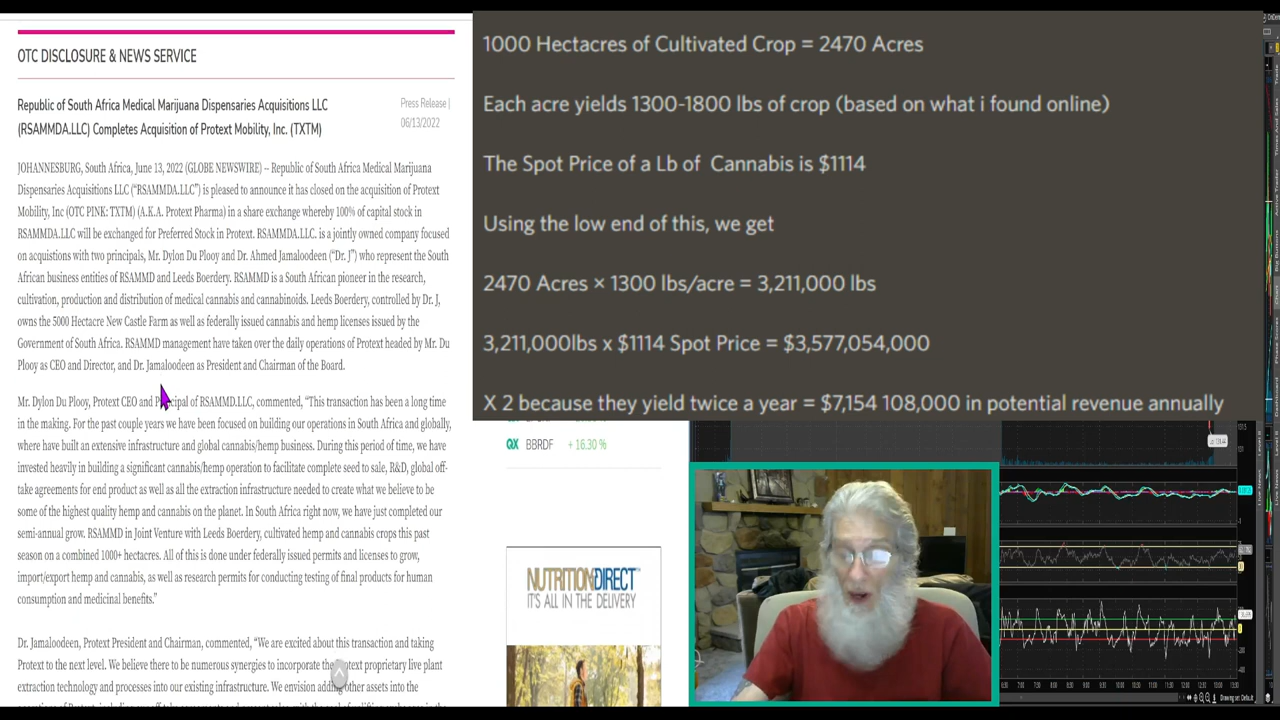 OTC DISCLOSURE & NEWS SERVICE
Republic of South Africa Medical Marijuana Dispensaries Acquisitions LLC
(RSAMMDA.LLC) Completes Acquisition of Protext Mobility, Inc. (TXTM)
Press Release |
06/13/2022
JOHANNESBURG, South Africa, June 13, 2022 (GLOBE NEWSWIRE) -- Republic of South Africa Medical Marijuana
Dispensaries Acquisitions LLC ("RSAMMDA.LLC") is pleased to announce it has closed on the acquisition of Protext
Mobility, Inc (OTC PINK: TXTM) (A.K.A. Protext Pharma) in a share exchange whereby 100% of capital stock in
RSAMMDA.LLC will be exchanged for Preferred Stock in Protext. RSAMMDA.LLC. is a jointly owned company focused
on acquisitions with two principals, Mr. Dylon Du Plooy and Dr. Ahmed Jamaloodeen ("Dr. J") who represent the South
African business entities of RSAMMD and Leeds Boerdery. RSAMMD is a South African pioneer in the research,
cultivation, production and distribution of medical cannabis and cannabinoids. Leeds Boerdery, controlled by Dr. J,
owns the 5000 Hectacre New Castle Farm as well as federally issued cannabis and hemp licenses issued by the
Government of South Africa. RSAMMD management have taken over the daily operations of Protext headed by Mr. Du
Plooy as CEO and Director, and Dr. Jamaloodeen as President and Chairman of the Board.
Mr. Dylon Du Plooy, Protext CEO and Principal of RSAMMD.LLC, commented, "This transaction has been a long time
in the making. For the past couple years we have been focused on building our operations in South Africa and globally,
where have built an extensive infrastructure and global cannabis/hemp business. During this period of time, we have
invested heavily in building a significant cannabis/hemp operation to facilitate complete seed to sale, R&D, global off-
take agreements for end product as well as all the extraction infrastructure needed to create what we believe to be
some of the highest quality hemp and cannabis on the planet. In South Africa right now, we have just completed our
semi-annual grow. RSAMMD in Joint Venture with Leeds Boerdery, cultivated hemp and cannabis crops this past
season on a combined 1000+ hectares. All of this is done under federally issued permits and licenses to grow,
import/export hemp and cannabis, as well as research permits for conducting testing of final products for human
consumption and medicinal benefits."
Dr. Jamaloodeen, Protext President and Chairman, commented, "We are excited about this transaction and taking
Protext to the next level. We believe there to be numerous synergies to incorporate the Protext proprietary live plant
extraction technology and processes into our existing infrastructure. We envision adding other assets into the
1000 Hectacres of Cultivated Crop = 2470 Acres
Each acre yields 1300-1800 lbs of crop (based on what i found online)
The Spot Price of a Lb of Cannabis is $1114
Using the low end of this, we get
2470 Acres × 1300 lbs/acre = 3,211,000 lbs
3,211,000lbs x $1114 Spot Price = $3,577,054,000
X 2 because they yield twice a year = $7,154 108,000 in potential revenue annually
QX BBRDF + 16.30 %
NUTRITIONDIRECT
IT'S ALL IN THE DELIVERY